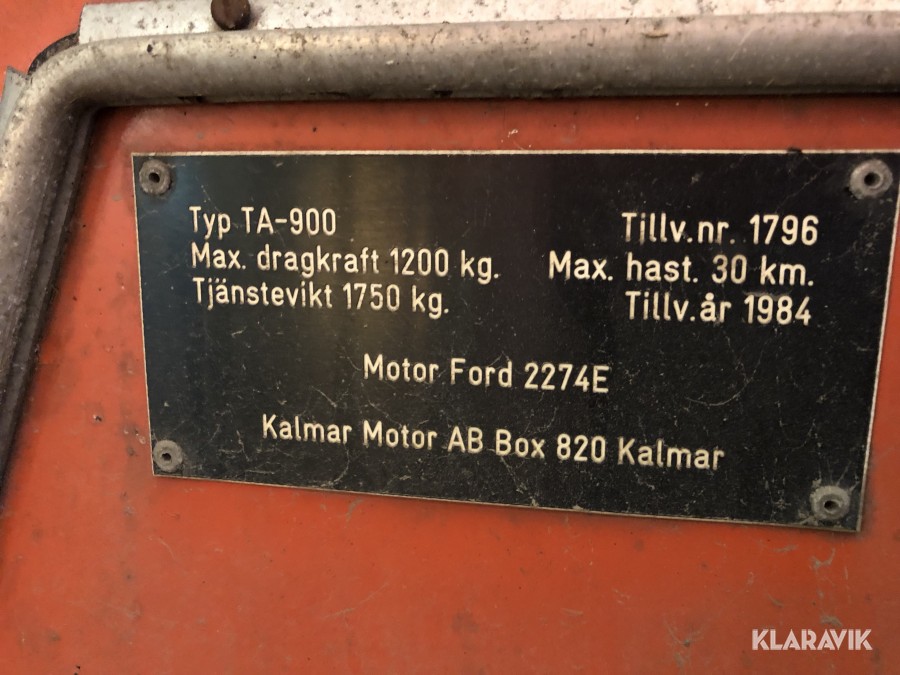 Typ TA-900 Tillv.nr. 1796
Max. dragkraft 1200 kg. Max. hast. 30 km.
Tjänstevikt 1750 kg. Tillv.år 1984
Motor Ford 2274E
Kalmar Motor AB Box 820 Kalmar
KLARAVIK